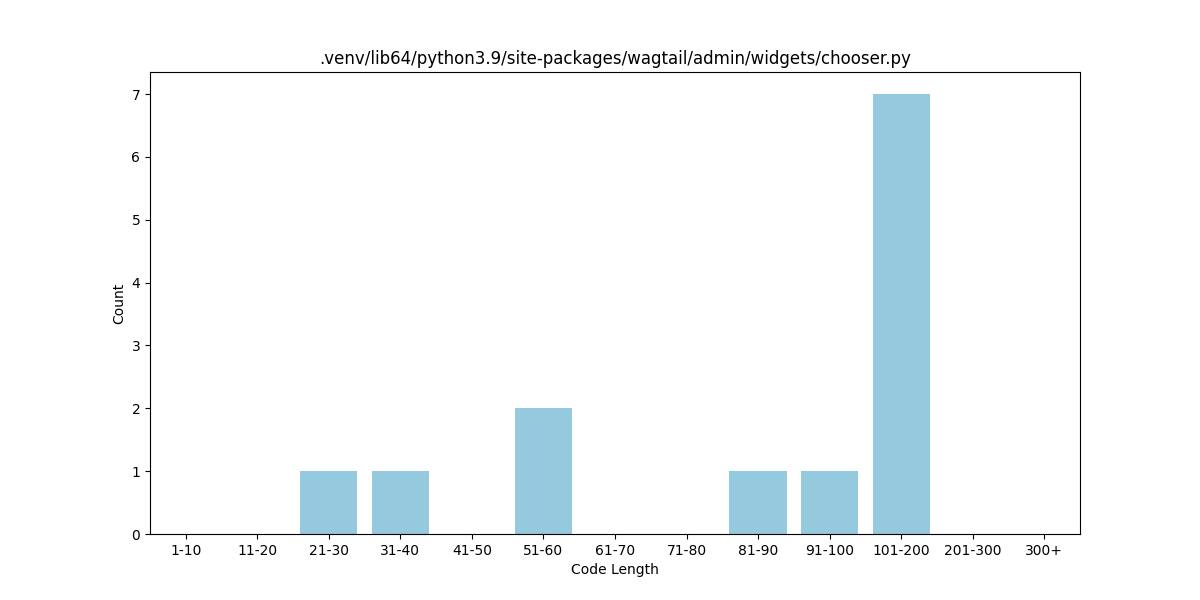 .venv/lib64/python3.9/site-packages/wagtail/admin/widgets/chooser.py
7
6
5
4
3
2
1
0
Count
1-10 11-20 21-30 31-40 41-50 51-60 61-70 71-80 81-90 91-100 101-200 201-300 300+
Code Length